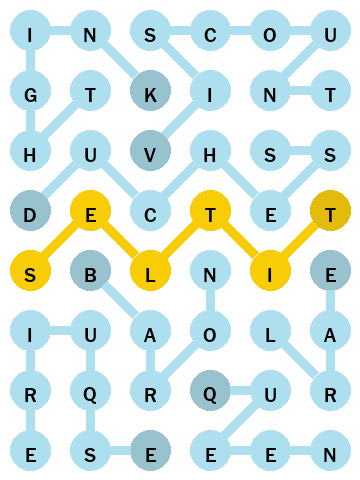 I N S C O U
G T K I N T
H U V H S S
D E C T E T
S B L N I E
I U A O L A
R Q R Q U R
E S E E E N